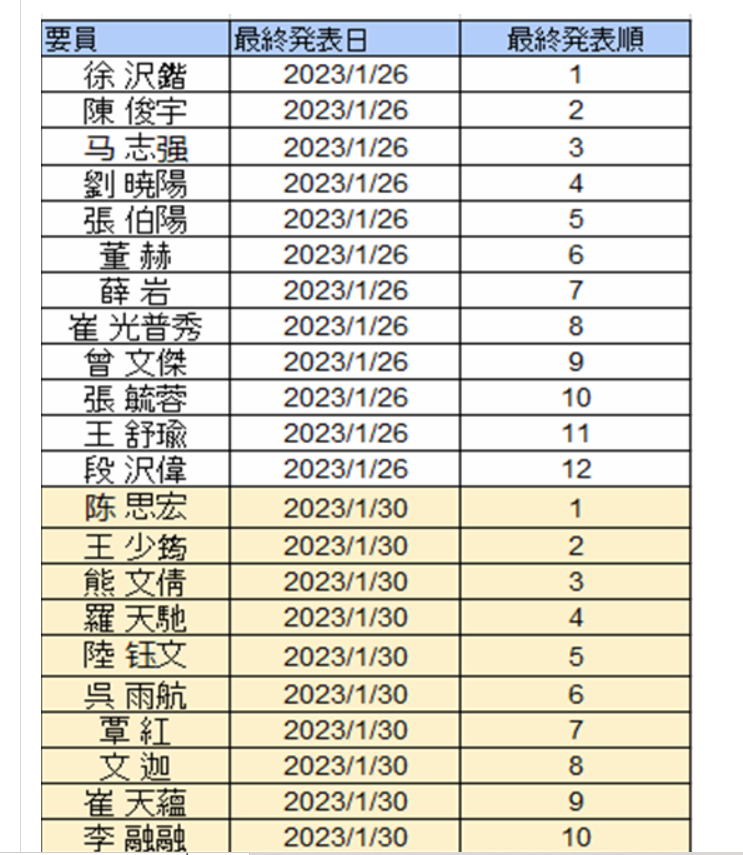 要員 最終発表日 最終発表順
徐 沢鍇 2023/1/26 1
陳 俊宇 2023/1/26 2
马 志强 2023/1/26 3
劉 暁陽 2023/1/26 4
張 伯陽 2023/1/26 5
董 赫 2023/1/26 6
薛 岩 2023/1/26 7
崔 光普秀 2023/1/26 8
曾 文傑 2023/1/26 9
張 毓蓉 2023/1/26 10
王 舒瑜 2023/1/26 11
段 沢偉 2023/1/26 12
陈 思宏 2023/1/30 1
王 少 2023/1/30 2
熊 文倩 2023/1/30 3
羅 天馳 2023/1/30 4
陸 钰文 2023/1/30 5
呉 雨航 2023/1/30 6
覃 紅 2023/1/30 7
文 迦 2023/1/30 8
崔 天蘊 2023/1/30 9
李 融融 2023/1/30 10